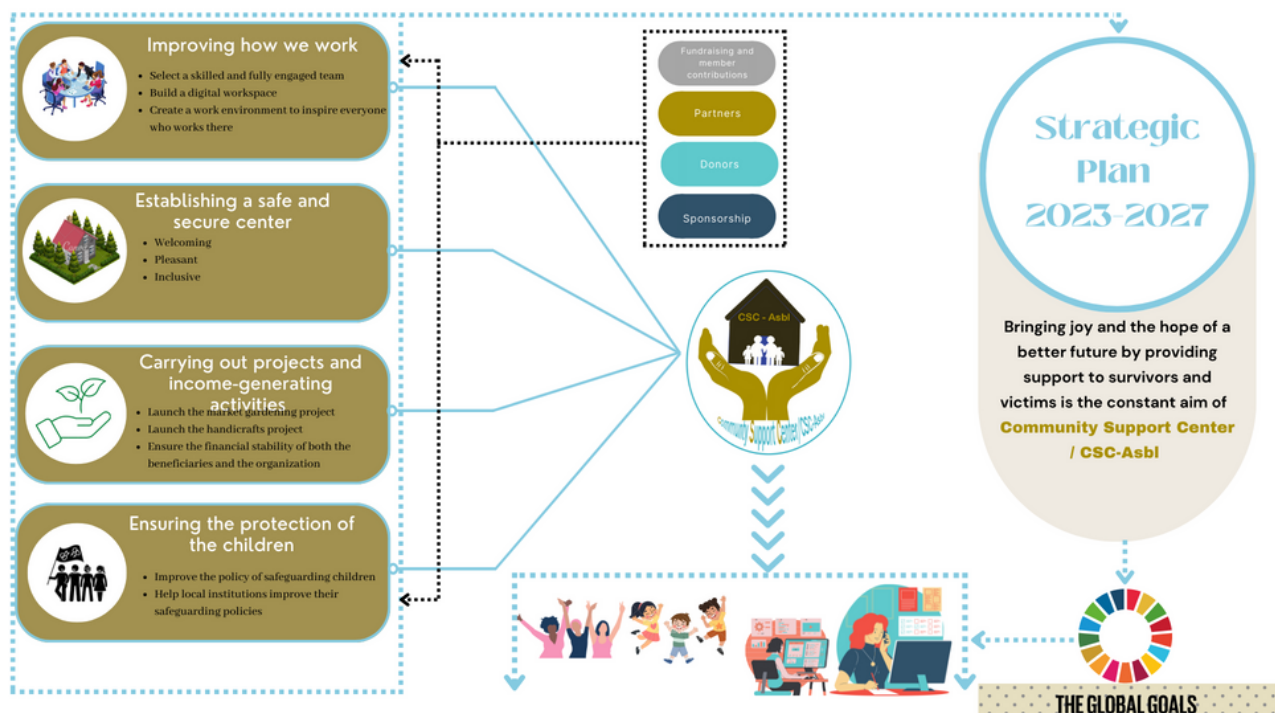 Improving how we work
• Select a skilled and fully engaged team
• Build a digital workspace
• Create a work environment to inspire everyone
who works there
Establishing a safe and
secure center
• Welcoming
• Pleasant
• Inclusive
Carrying out projects and
income-generating
activities
• Launch the market gardening project
• Launch the handicrafts project
• Ensure the financial stability of both the
beneficiaries and the organization
Ensuring the protection of
the children
• Improve the policy of safeguarding children
• Help local institutions improve their
safeguarding policies
Fundraising and
member
contributions
Partners
Donors
Sponsorship
CSC - Asbl
Community Support Center/CSC-Asbl
Strategic
Plan
2023-2027
Bringing joy and the hope of a
better future by providing
support to survivors and
victims is the constant aim of
Community Support Center
/ CSC-Asbl
THE GLOBAL GOALS